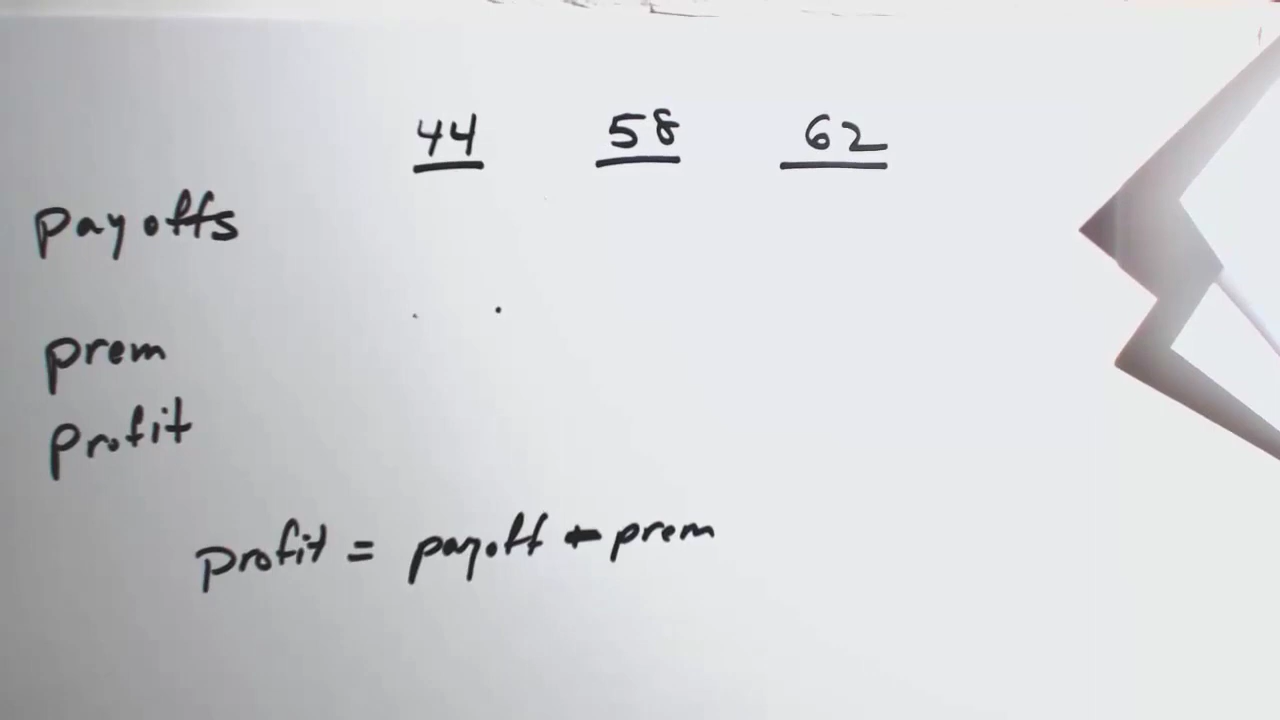 44 58 62
payoffs
prem
profit
profit = payoff - prem